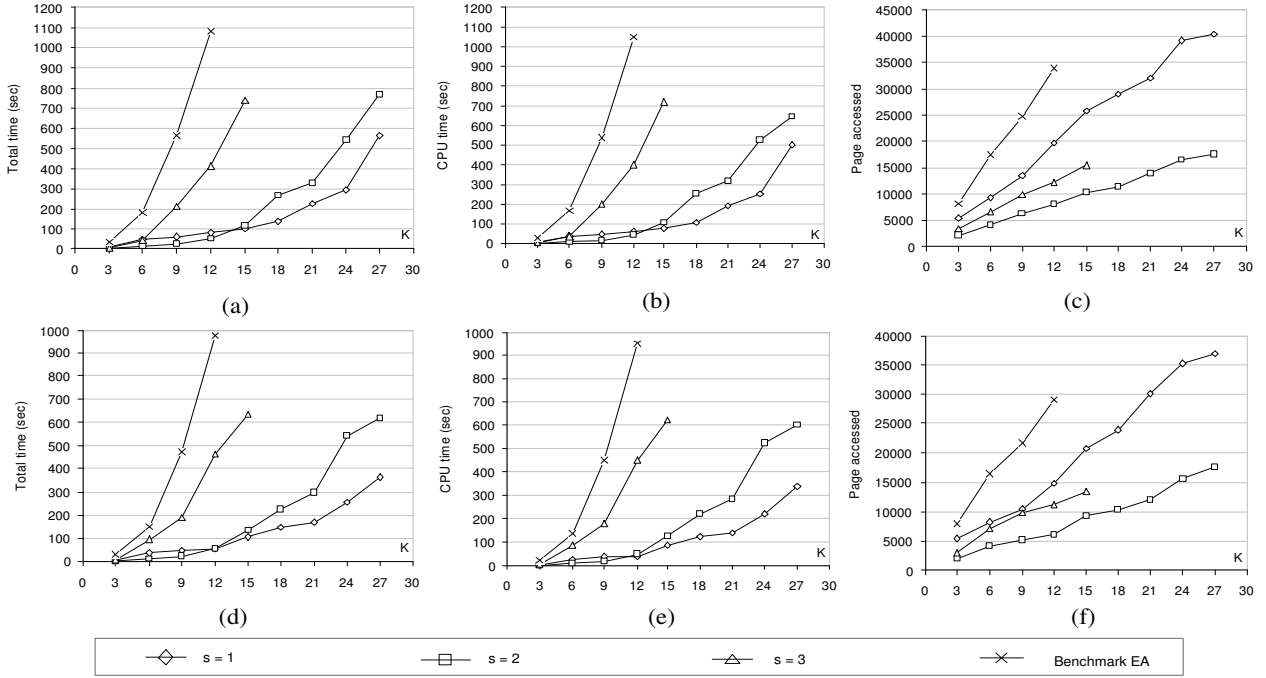 1200
1100
1000
900
800
700
600
500
400
300
200
100
0
Total time (sec)
K
0 3 6 9 12 15 18 21 24 27 30
(a)
1200
1100
1000
900
800
700
600
500
400
300
200
100
0
CPU time (sec)
K
0 3 6 9 12 15 18 21 24 27 30
(b)
45000
40000
35000
30000
25000
20000
15000
10000
5000
0
Page accessed
K
0 3 6 9 12 15 18 21 24 27 30
(c)
1000
900
800
700
600
500
400
300
200
100
0
Total time (sec)
K
0 3 6 9 12 15 18 21 24 27 30
(d)
1000
900
800
700
600
500
400
300
200
100
0
CPU time (sec)
K
0 3 6 9 12 15 18 21 24 27 30
(e)
40000
35000
30000
25000
20000
15000
10000
5000
0
Page accessed
K
0 3 6 9 12 15 18 21 24 27 30
(f)
s = 1 s = 2 s = 3 Benchmark EA